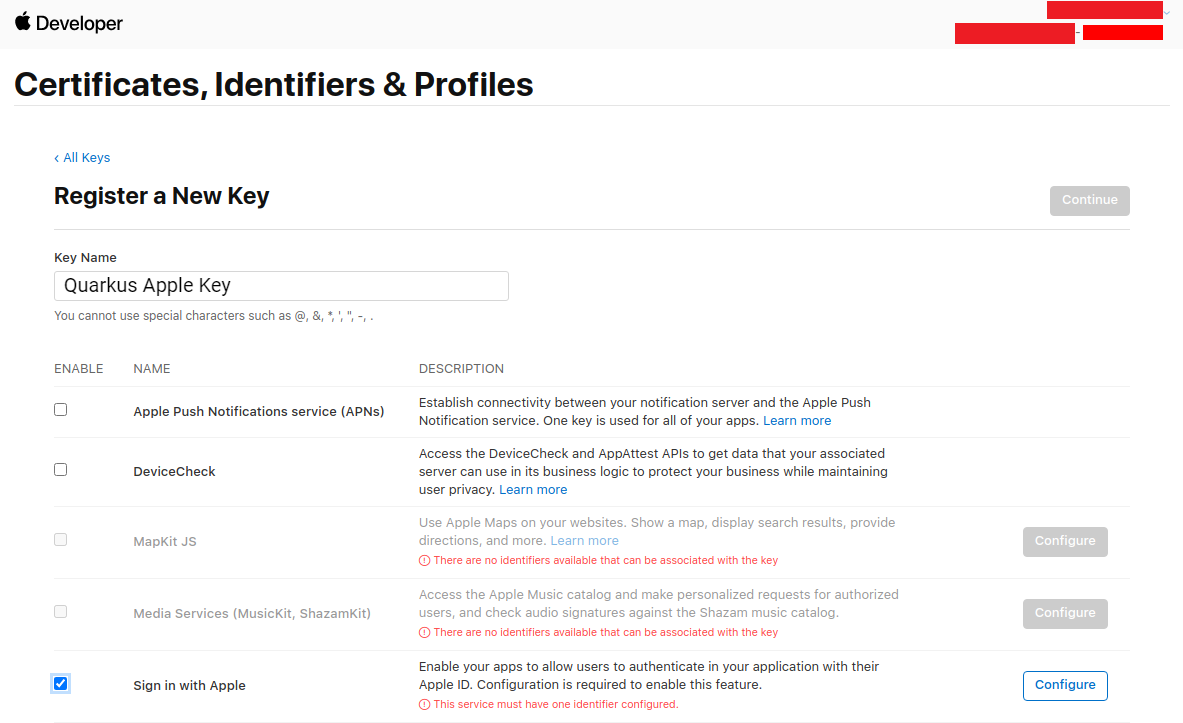 Developer
Certificates, Identifiers & Profiles
‹ All Keys
Register a New Key
Continue
Key Name
Quarkus Apple Key
You cannot use special characters such as @, &, *, ', ", -, .
ENABLE NAME DESCRIPTION
Apple Push Notifications service (APNs)
Establish connectivity between your notification server and the Apple Push
Notification service. One key is used for all of your apps. Learn more
DeviceCheck
Access the DeviceCheck and AppAttest APIs to get data that your associated
server can use in its business logic to protect your business while maintaining
user privacy. Learn more
MapKit JS
Use Apple Maps on your websites. Show a map, display search results, provide
directions, and more. Learn more
There are no identifiers available that can be associated with the key
Configure
Media Services (MusicKit, ShazamKit)
Access the Apple Music catalog and make personalized requests for authorized
users, and check audio signatures against the Shazam music catalog.
There are no identifiers available that can be associated with the key
Configure
Sign in with Apple
Enable your apps to allow users to authenticate in your application with their
Apple ID. Configuration is required to enable this feature.
This service must have one identifier configured.
Configure